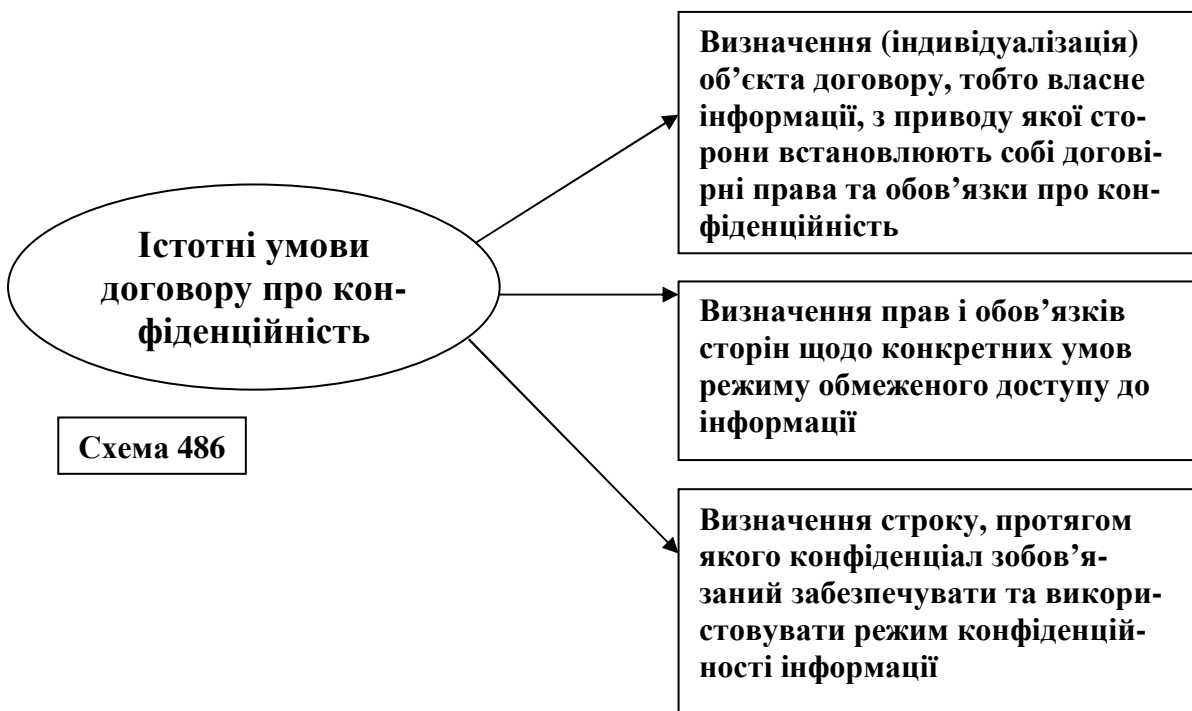 Визначення (індивідуалізація)
об’єкта договору, тобто власне
інформації, з приводу якої сто-
рони встановлюють собі догові-
рні права та обов’язки про кон-
фіденційність
Істотні умови
договору про кон-
фіденційність
Визначення прав і обов’язків
сторін щодо конкретних умов
режиму обмеженого доступу до
інформації
Схема 486
Визначення строку, протягом
якого конфіденціал зобов’я-
заний забезпечувати та викори-
стовувати режим конфіденцій-
ності інформації